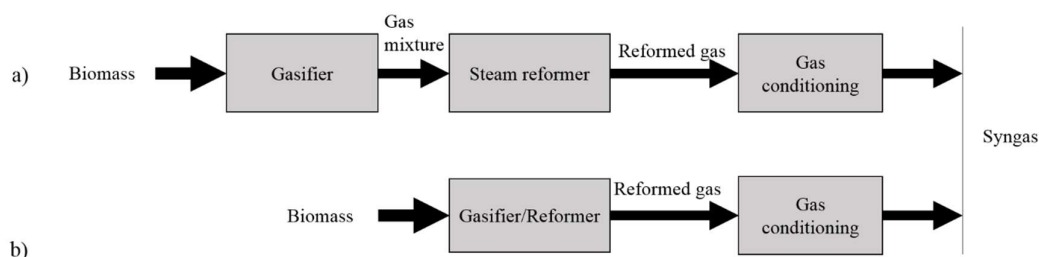 a)
Biomass
Gasifier
Gas
mixture
Steam reformer
Reformed gas
Gas
conditioning
Syngas
b)
Biomass
Gasifier/Reformer
Reformed gas
Gas
conditioning